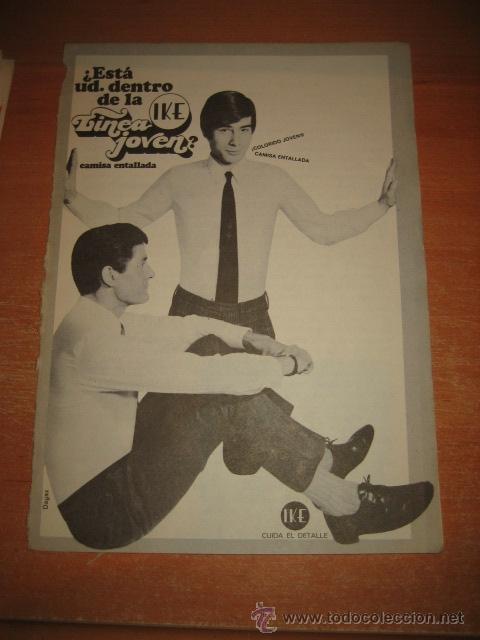 ¿Está
ud. dentro
de la IKE
Línea
joven?
camisa entallada
¡COLORIDO JOVEN!!
CAMISA ENTALLADA
Dayax
IKE
CUIDA EL DETALLE
www.todocoleccion.net